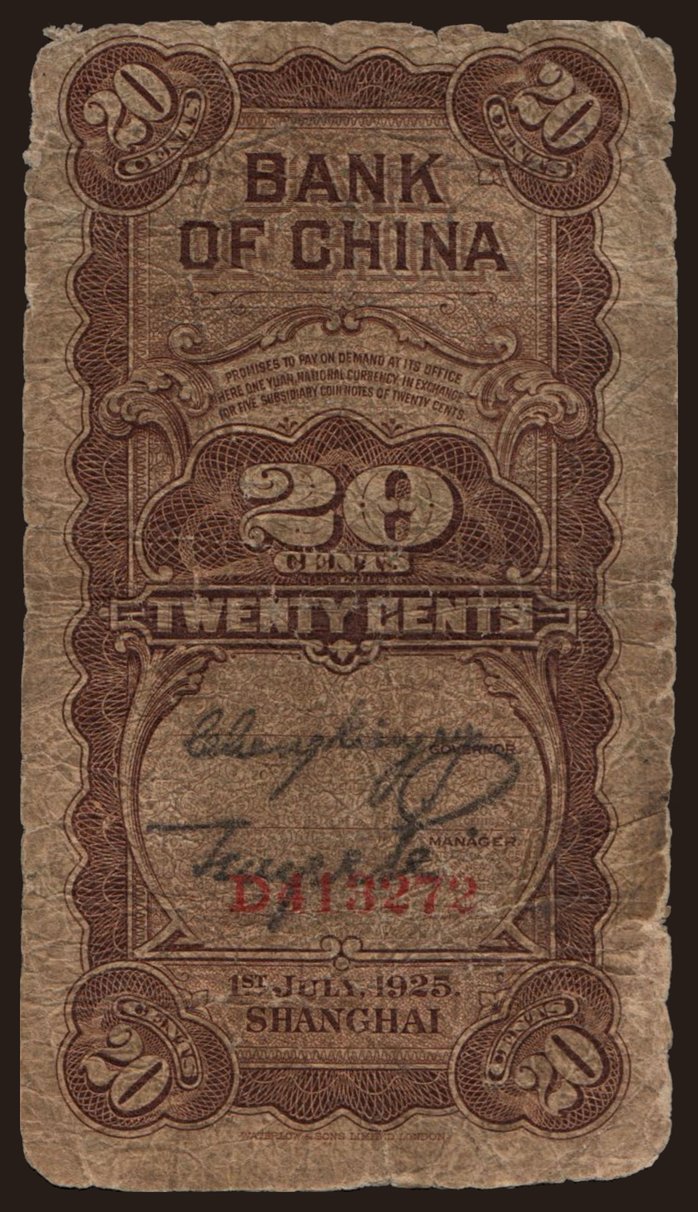 20 CENTS
20 CENTS
BANK
OF CHINA
PROMISES TO PAY ON DEMAND AT ITS OFFICE
HERE ONE YUAN, NATIONAL CURRENCY, IN EXCHANGE
FOR FIVE SUBSIDIARY COIN NOTES OF TWENTY CENTS.
20
CENTS
TWENTY CENTS
GOVERNOR.
MANAGER.
D413272
1ST JULY, 1925.
SHANGHAI
CENTS 20
CENTS 20
WATERLOW & SONS LIMITED LONDON